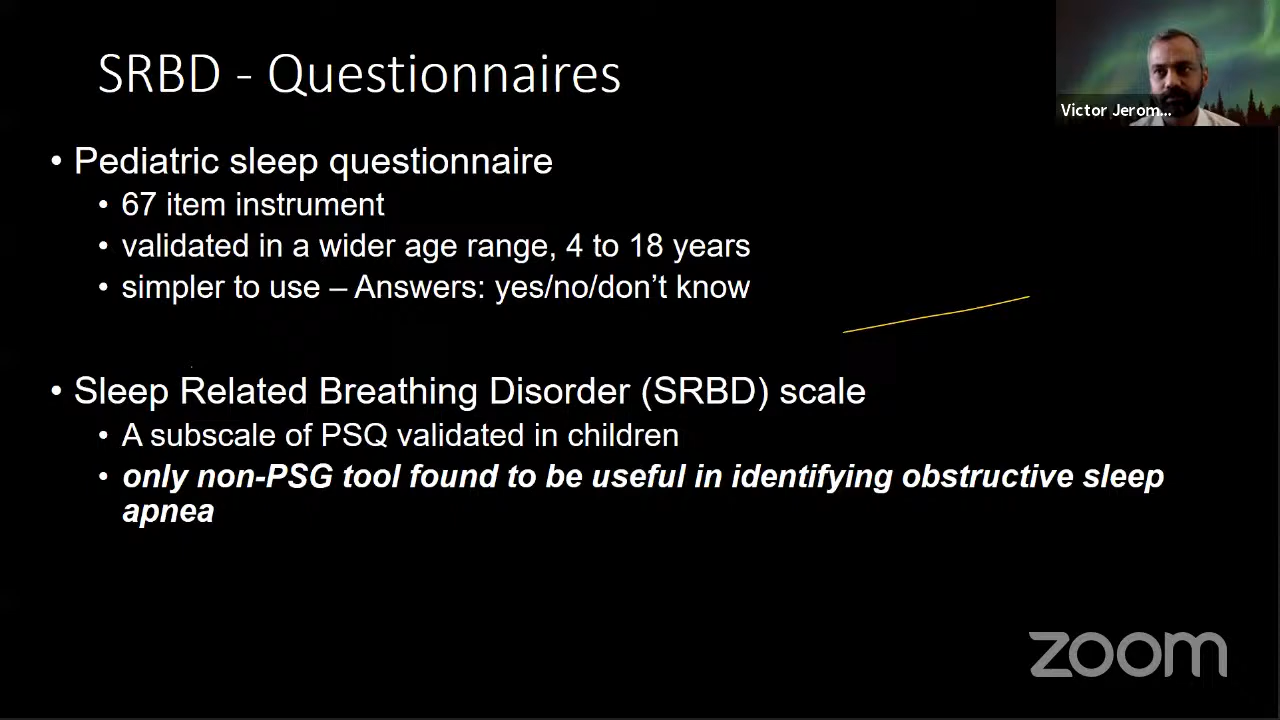 SRBD - Questionnaires
Victor Jerom...
• Pediatric sleep questionnaire
• 67 item instrument
• validated in a wider age range, 4 to 18 years
• simpler to use – Answers: yes/no/don’t know
• Sleep Related Breathing Disorder (SRBD) scale
• A subscale of PSQ validated in children
• only non-PSG tool found to be useful in identifying obstructive sleep
apnea
zoom